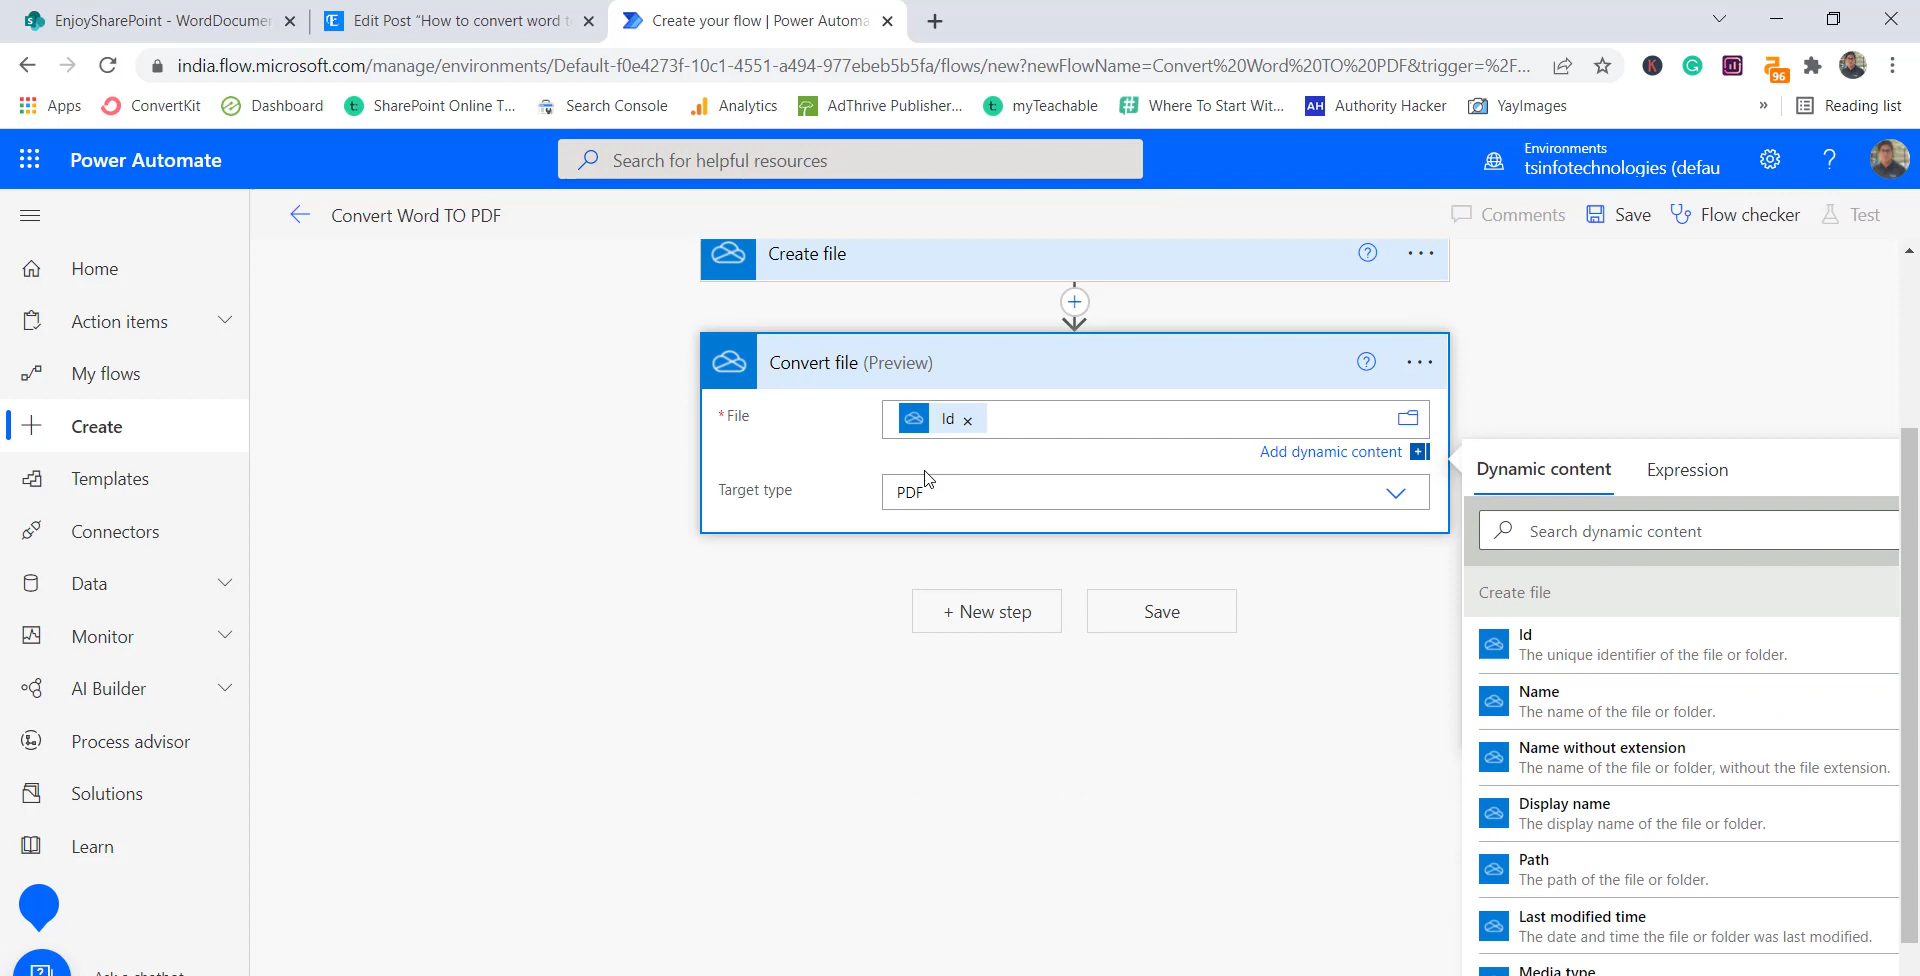 EnjoySharePoint - WordDocumer
Edit Post "How to convert word t
Create your flow | Power Automa
india.flow.microsoft.com/manage/environments/Default-f0e4273f-10c1-4551-a494-977ebeb5b5fa/flows/new?newFlowName=Convert%20Word%20TO%20PDF&trigger=%2F...
96
Apps
ConvertKit
Dashboard
SharePoint Online T...
Search Console
Analytics
AdThrive Publisher...
myTeachable
Where To Start Wit...
AH
Authority Hacker
YayImages
»
Reading list
Power Automate
Search for helpful resources
Environments
tsinfotechnologies (defau
Convert Word TO PDF
Comments
Save
Flow checker
Test
Home
Action items
My flows
Create
Templates
Connectors
Data
Monitor
AI Builder
Process advisor
Solutions
Learn
Create file
Convert file (Preview)
* File
Id
Add dynamic content
Target type
PDF
+ New step
Save
Dynamic content
Expression
Search dynamic content
Create file
Id
The unique identifier of the file or folder.
Name
The name of the file or folder.
Name without extension
The name of the file or folder, without the file extension.
Display name
The display name of the file or folder.
Path
The path of the file or folder.
Last modified time
The date and time the file or folder was last modified.
Media type
Ask a chatbot